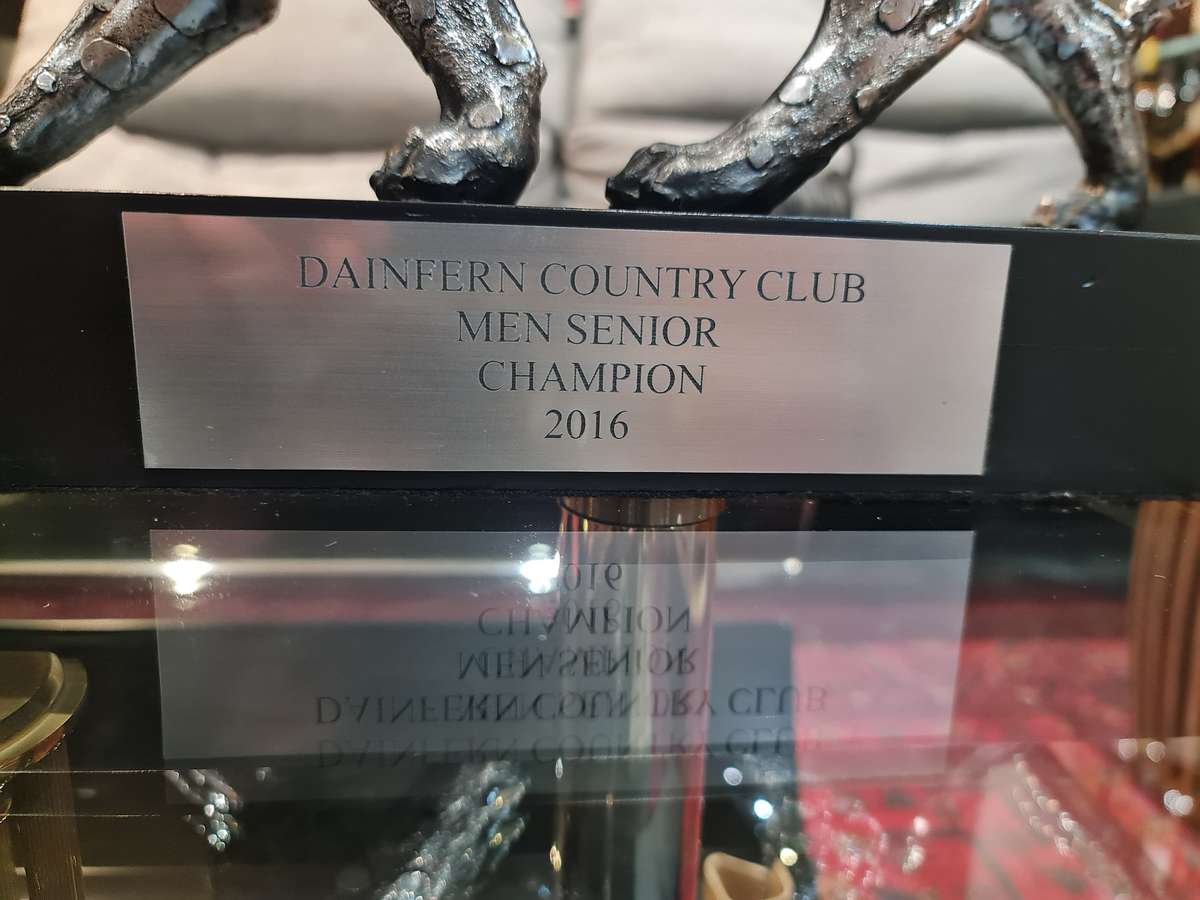 DAINFERN COUNTRY CLUB
MEN SENIOR
CHAMPION
2016